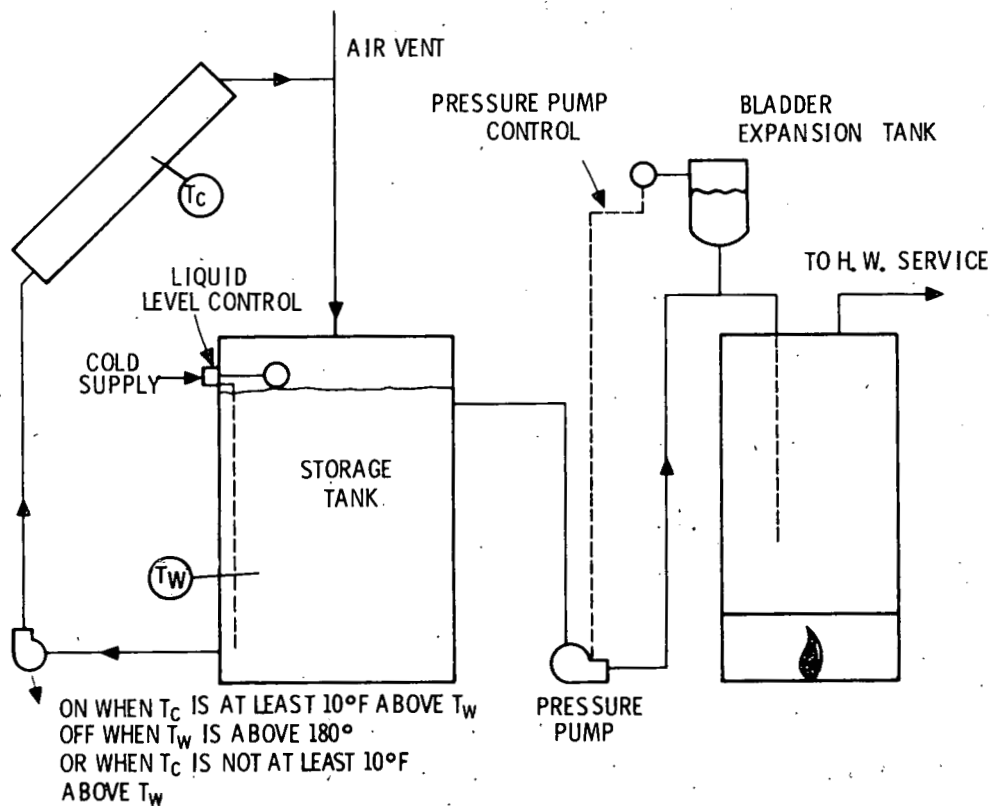 AIR VENT
PRESSURE PUMP
CONTROL
BLADDER
EXPANSION TANK
TC
TO H. W. SERVICE
LIQUID
LEVEL CONTROL
COLD
SUPPLY
STORAGE
TANK
TW
ON WHEN TC IS AT LEAST 10°F ABOVE TW
OFF WHEN TW IS ABOVE 180°
OR WHEN TC IS NOT AT LEAST 10°F
ABOVE TW
PRESSURE
PUMP